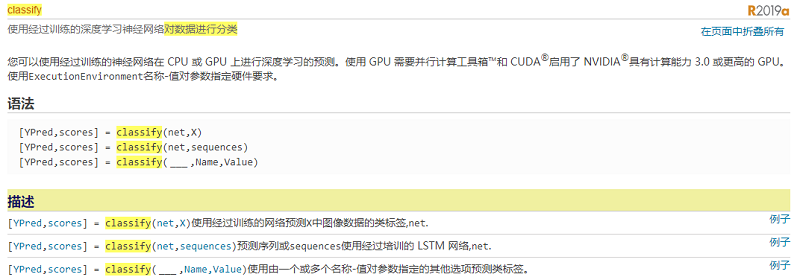 classify
R2019a
使用经过训练的深度学习神经网络对数据进行分类
在页面中折叠所有
您可以使用经过训练的神经网络在 CPU 或 GPU 上进行深度学习的预测。使用 GPU 需要并行计算工具箱™和 CUDA®启用了 NVIDIA®具有计算能力 3.0 或更高的 GPU。
使用ExecutionEnvironment名称-值对参数指定硬件要求。
语法
[YPred,scores] = classify(net,X)
[YPred,scores] = classify(net,sequences)
[YPred,scores] = classify(___,Name,Value)
描述
[YPred,scores] = classify(net,X)使用经过训练的网络预测X中图像数据的类标签,net.
例子
[YPred,scores] = classify(net,sequences)预测序列或sequences使用经过培训的 LSTM 网络,net.
例子
[YPred,scores] = classify(___,Name,Value)使用由一个或多个名称-值对参数指定的其他选项预测类标签。
例子